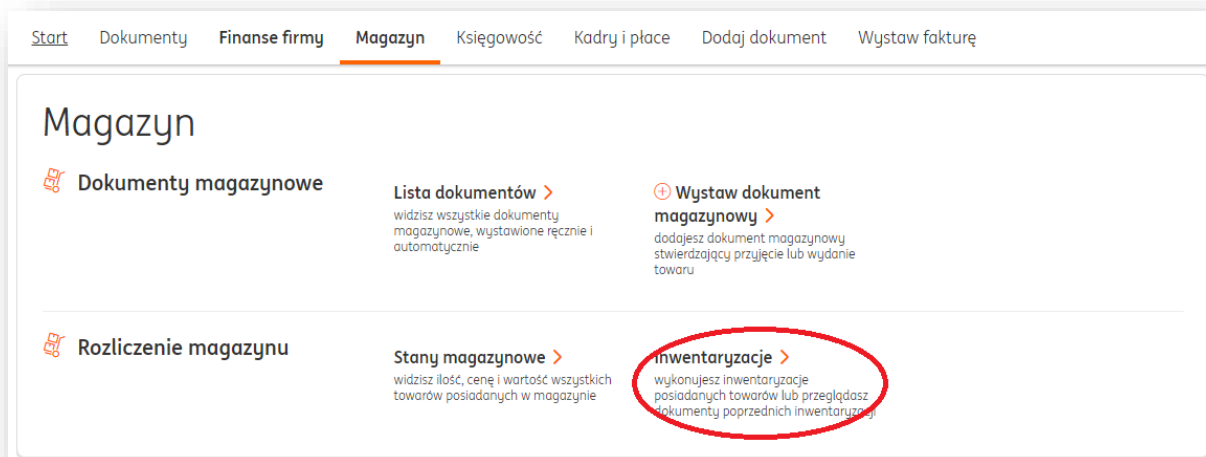 Start Dokumenty Finanse firmy Magazyn Księgowość Kadry i płace Dodaj dokument Wystaw fakturę
Magazyn
Dokumenty magazynowe
Lista dokumentów >
widzisz wszystkie dokumenty
magazynowe, wystawione ręcznie i
automatycznie
Wystaw dokument
magazynowy >
dodajesz dokument magazynowy
stwierdzający przyjęcie lub wydanie
towaru
Rozliczenie magazynu
Stany magazynowe >
widzisz ilość, cenę i wartość wszystkich
towarów posiadanych w magazynie
Inwentaryzacje >
wykonujesz inwentaryzacje
posiadanych towarów lub przeglądasz
dokumenty poprzednich inwentaryzacji